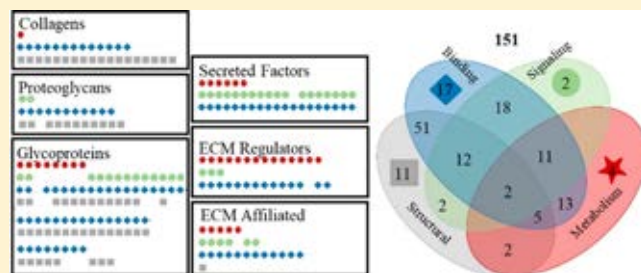 Collagens
Proteoglycans
Glycoproteins
Secreted Factors
ECM Regulators
ECM Affiliated
151
Binding
Signaling
17
2
18
51
12
11
11
2
2
5
13
2
Structural
Metabolism